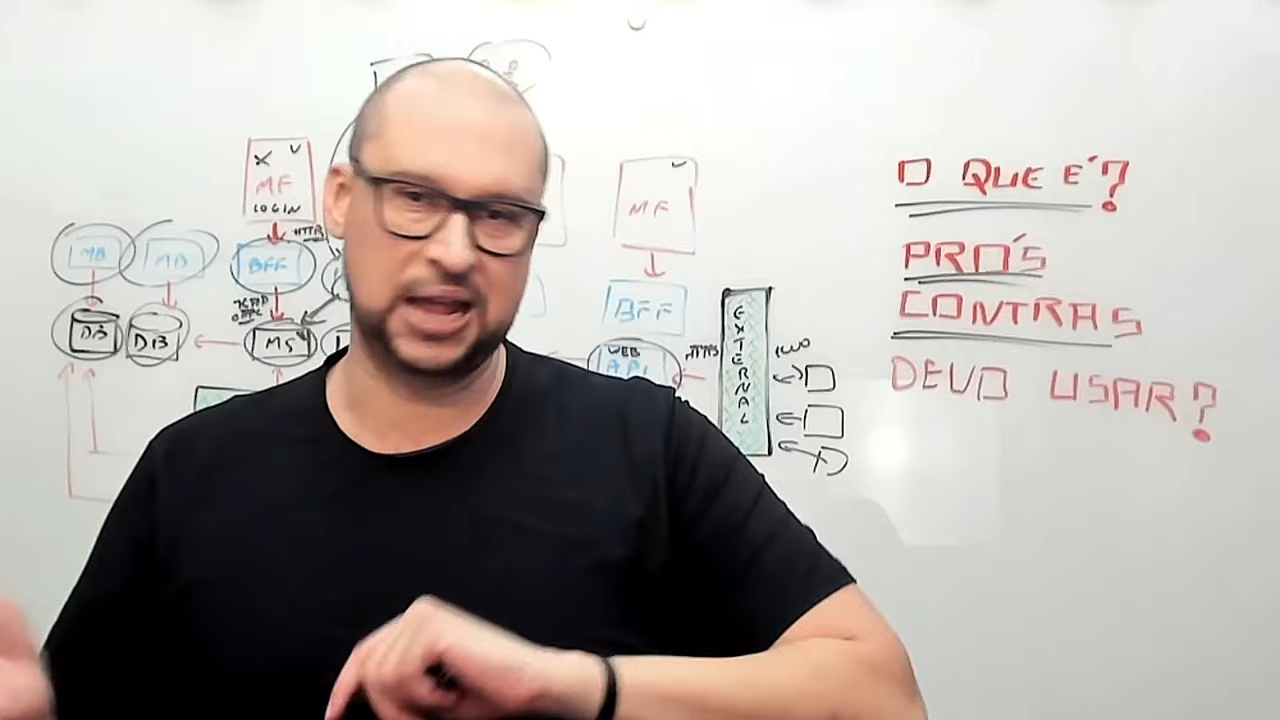 MF
LOGIN
HTTPS
BFF
MS
MB
MB
DB
DB
MF
BFF
WEB
API
HTTPS
EXTERNAL
O QUE É?
PRÓS
CONTRAS
DEVO USAR?